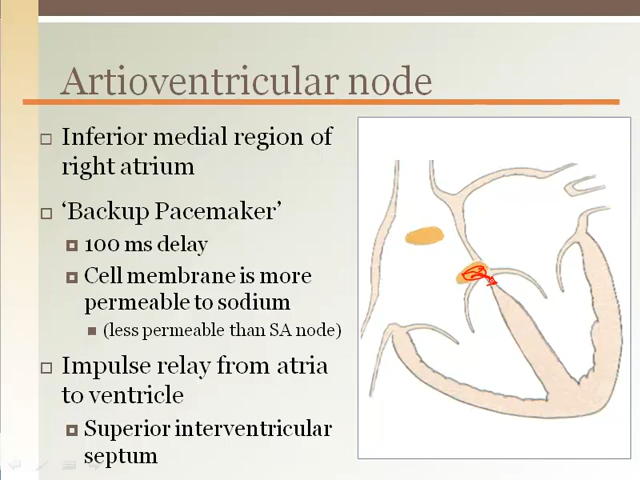 Artioventricular node
Inferior medial region of
right atrium
‘Backup Pacemaker’
100 ms delay
Cell membrane is more
permeable to sodium
(less permeable than SA node)
Impulse relay from atria
to ventricle
Superior interventricular
septum